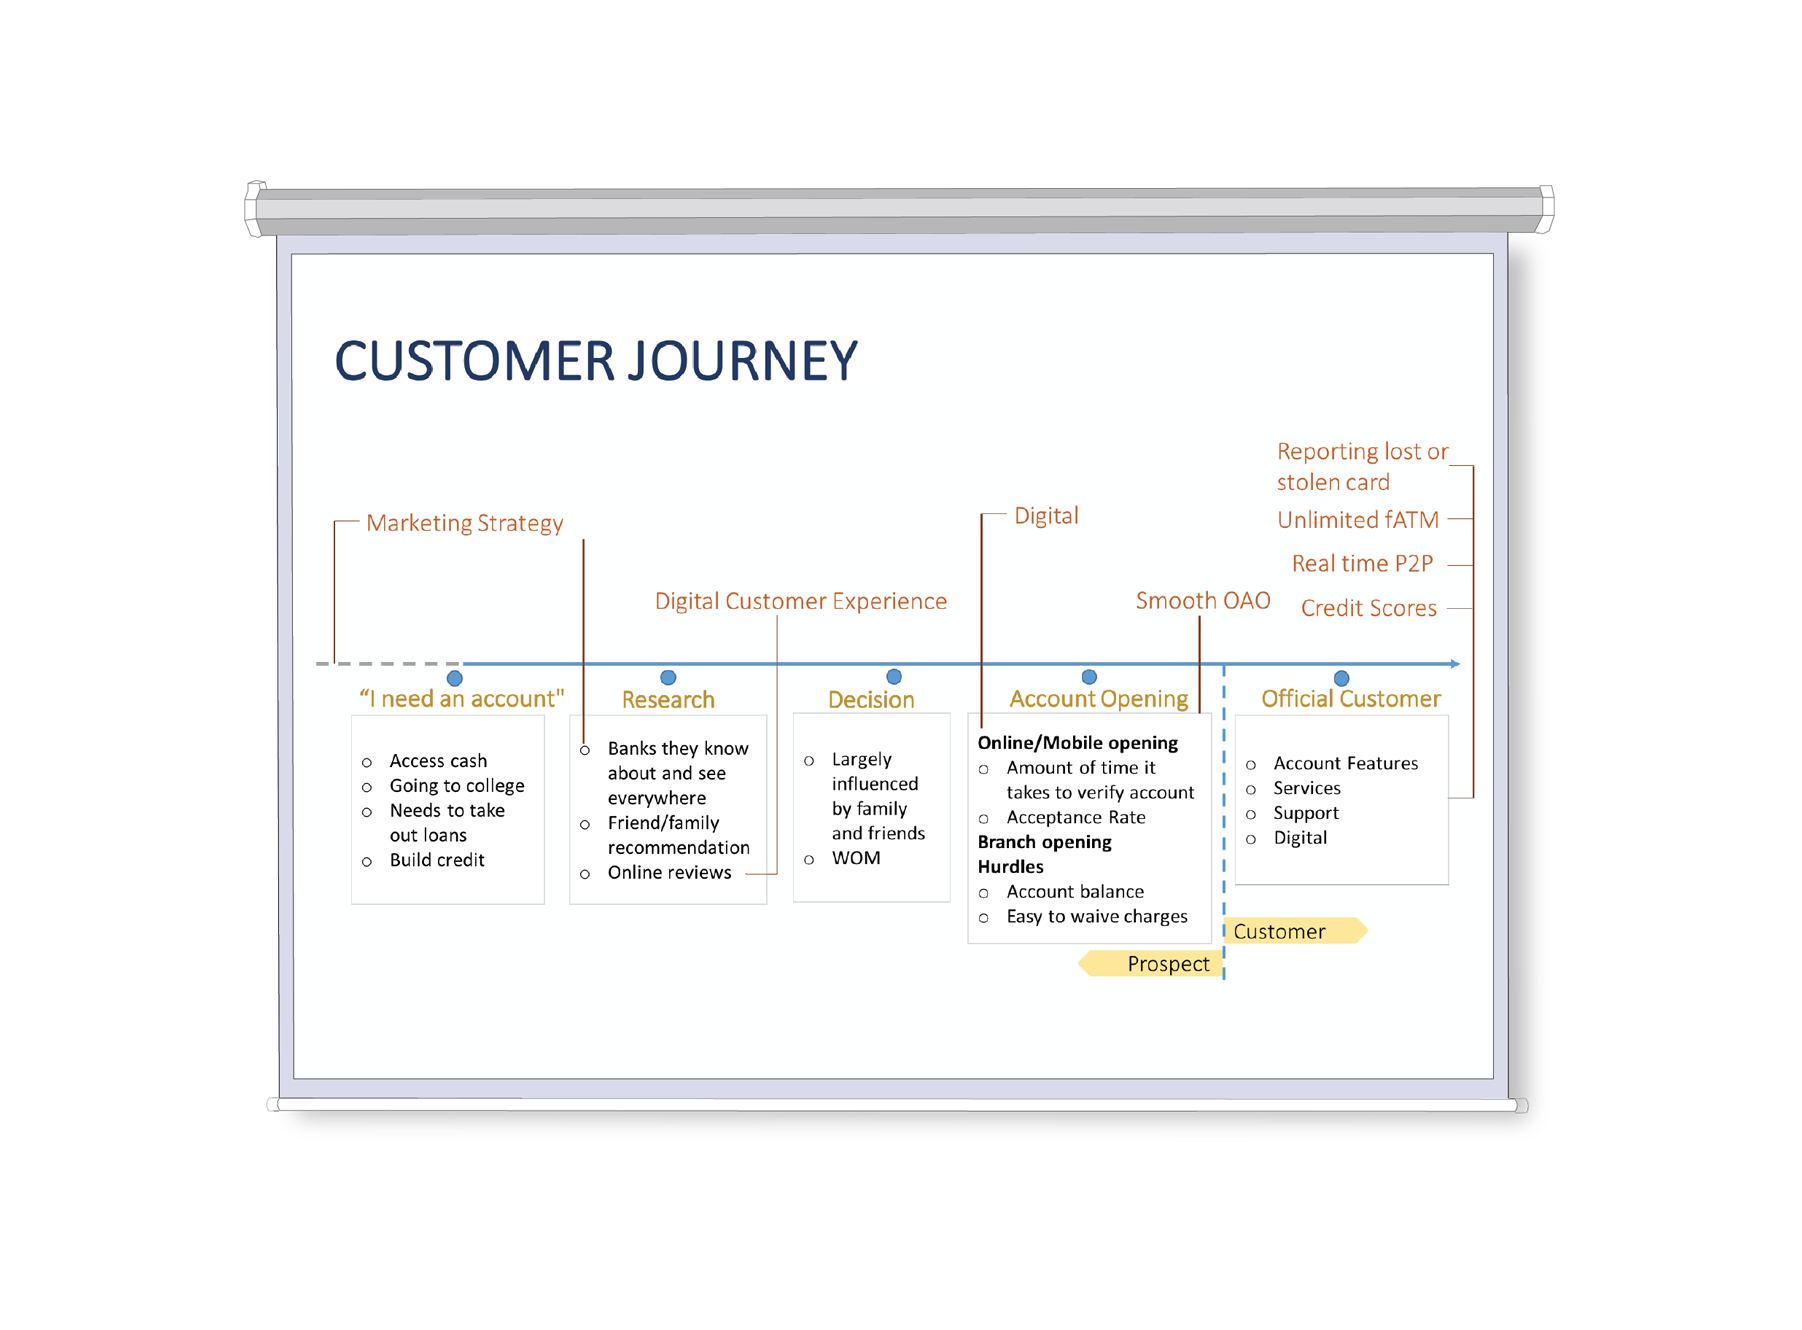 CUSTOMER JOURNEY
Reporting lost or
stolen card
Unlimited fATM
Real time P2P
Credit Scores
Marketing Strategy
Digital
Digital Customer Experience
Smooth OAO
“I need an account"
Access cash
Going to college
Needs to take
out loans
Build credit
Research
Banks they know
about and see
everywhere
Friend/family
recommendation
Online reviews
Decision
Largely
influenced
by family
and friends
WOM
Account Opening
Online/Mobile opening
Amount of time it
takes to verify account
Acceptance Rate
Branch opening
Hurdles
Account balance
Easy to waive charges
Official Customer
Account Features
Services
Support
Digital
Customer
Prospect